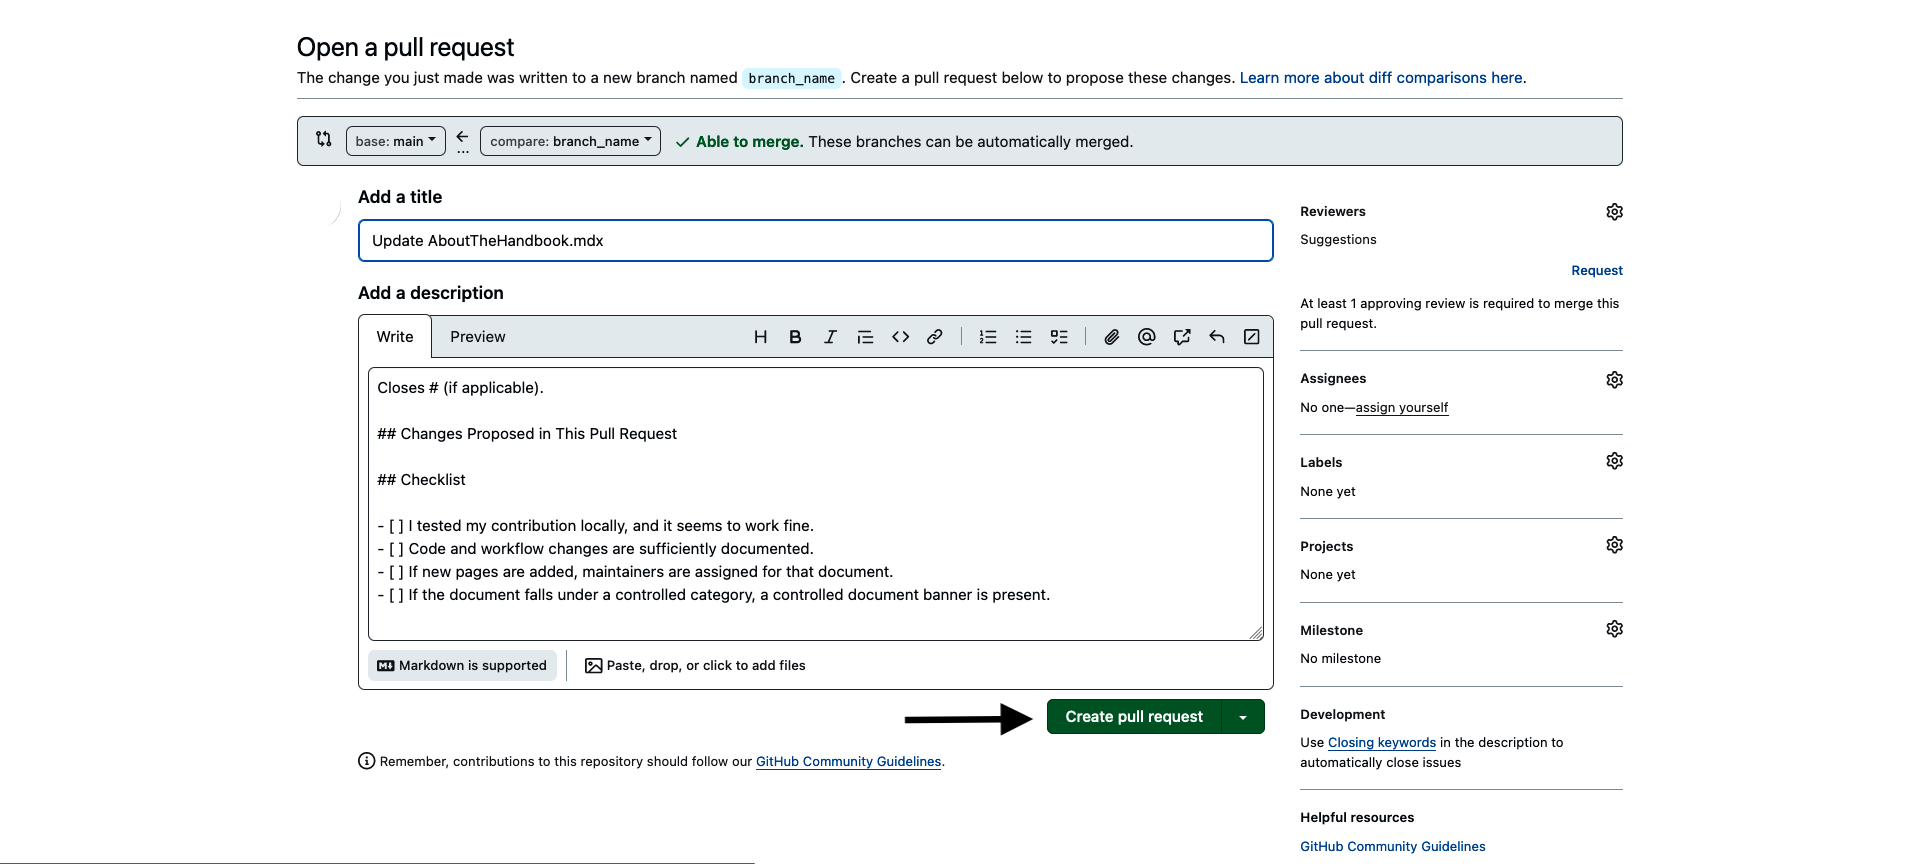 Open a pull request
The change you just made was written to a new branch named branch_name. Create a pull request below to propose these changes. Learn more about diff comparisons here.
base: main ← ... compare: branch_name ✓ Able to merge. These branches can be automatically merged.
Add a title
Update AboutTheHandbook.mdx
Add a description
Write Preview
Closes # (if applicable).
## Changes Proposed in This Pull Request
## Checklist
- [ ] I tested my contribution locally, and it seems to work fine.
- [ ] Code and workflow changes are sufficiently documented.
- [ ] If new pages are added, maintainers are assigned for that document.
- [ ] If the document falls under a controlled category, a controlled document banner is present.
Markdown is supported
Paste, drop, or click to add files
Create pull request
Remember, contributions to this repository should follow our GitHub Community Guidelines.
Reviewers
Suggestions
Request
At least 1 approving review is required to merge this
pull request.
Assignees
No one—assign yourself
Labels
None yet
Projects
None yet
Milestone
No milestone
Development
Use Closing keywords in the description to
automatically close issues
Helpful resources
GitHub Community Guidelines